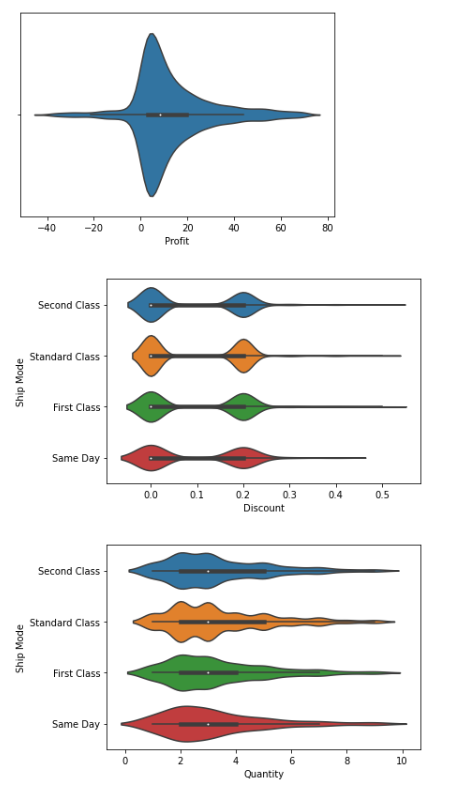 −40 −20 0 20 40 60 80
Profit
Second Class
Standard Class
First Class
Same Day
Ship Mode
0.0 0.1 0.2 0.3 0.4 0.5
Discount
Second Class
Standard Class
First Class
Same Day
Ship Mode
0 2 4 6 8 10
Quantity